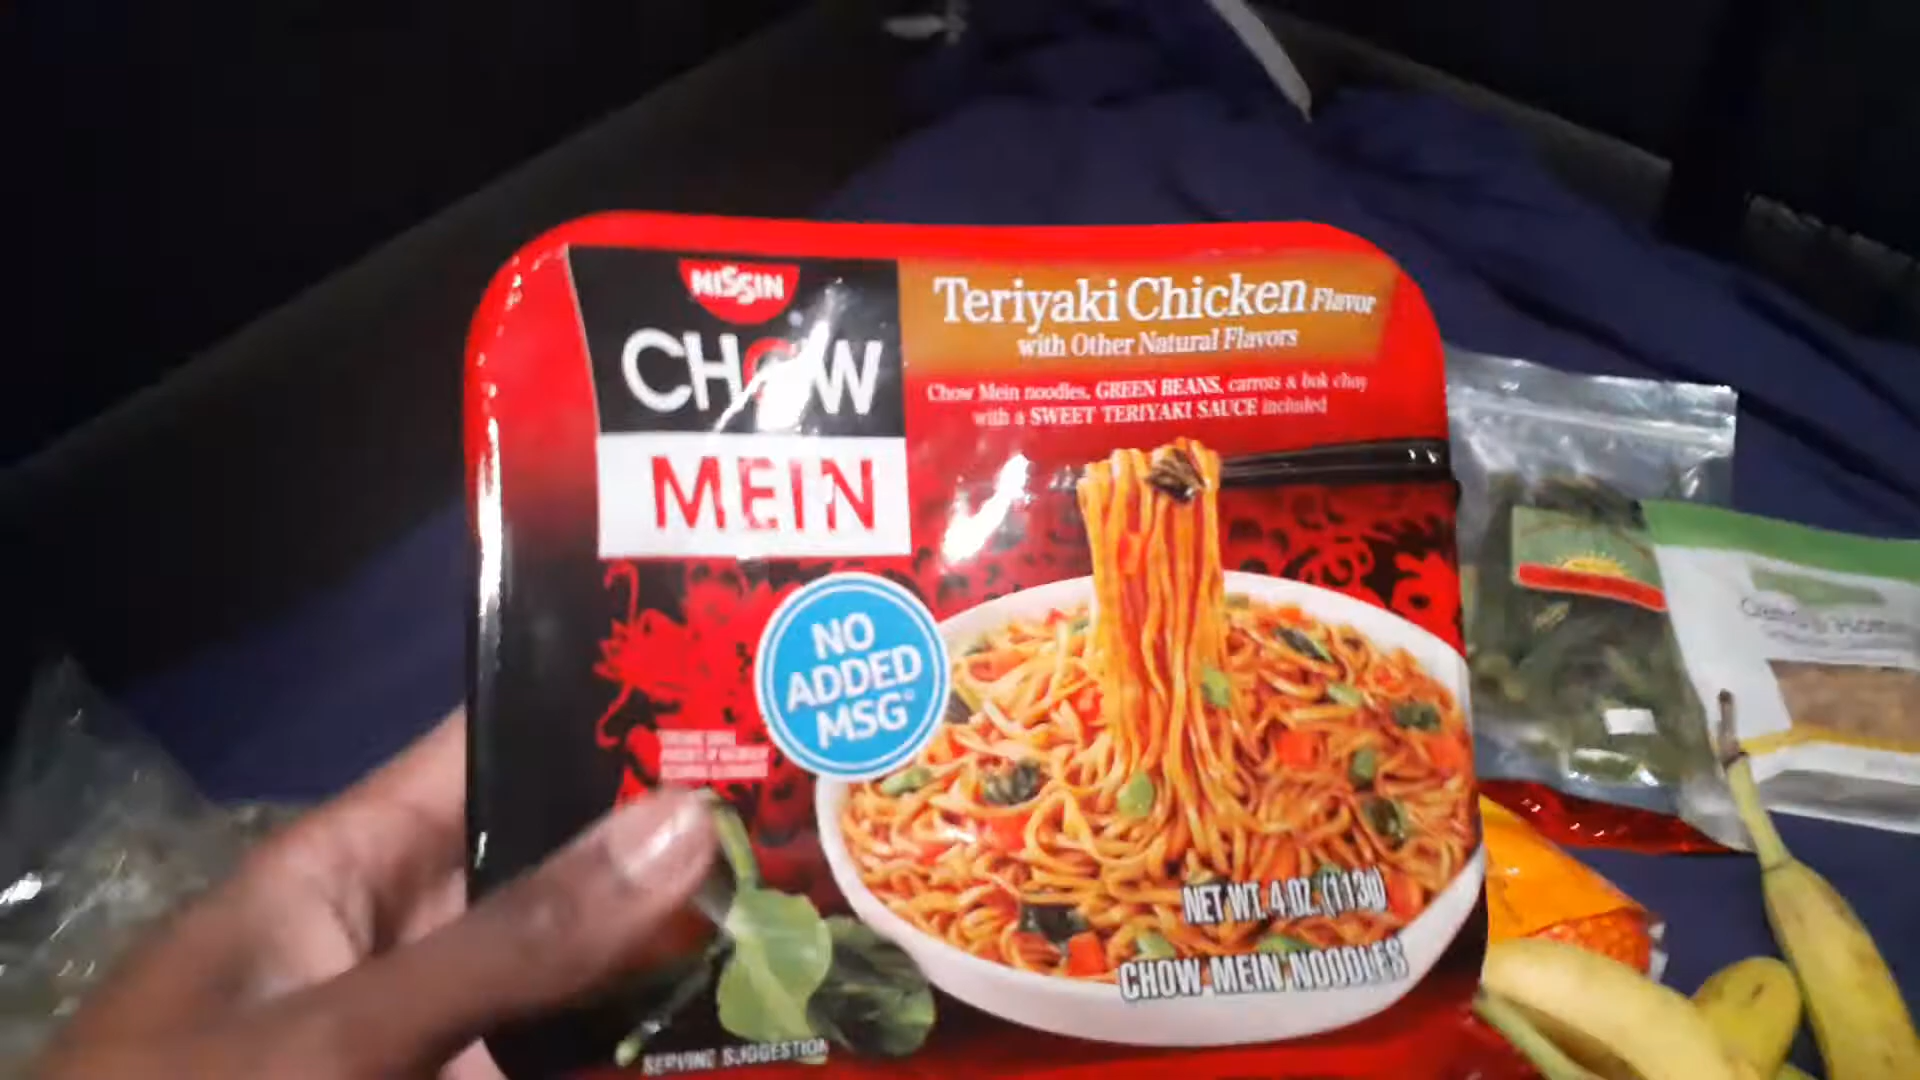 NISSIN
CHOW
MEIN
Teriyaki Chicken Flavor
with Other Natural Flavors
Chow Mein noodles, GREEN BEANS, carrots & bok choy
with a SWEET TERIYAKI SAUCE included
NO
ADDED
MSG
NET WT. 4 OZ. (113g)
CHOW MEIN NOODLES
SERVING SUGGESTION